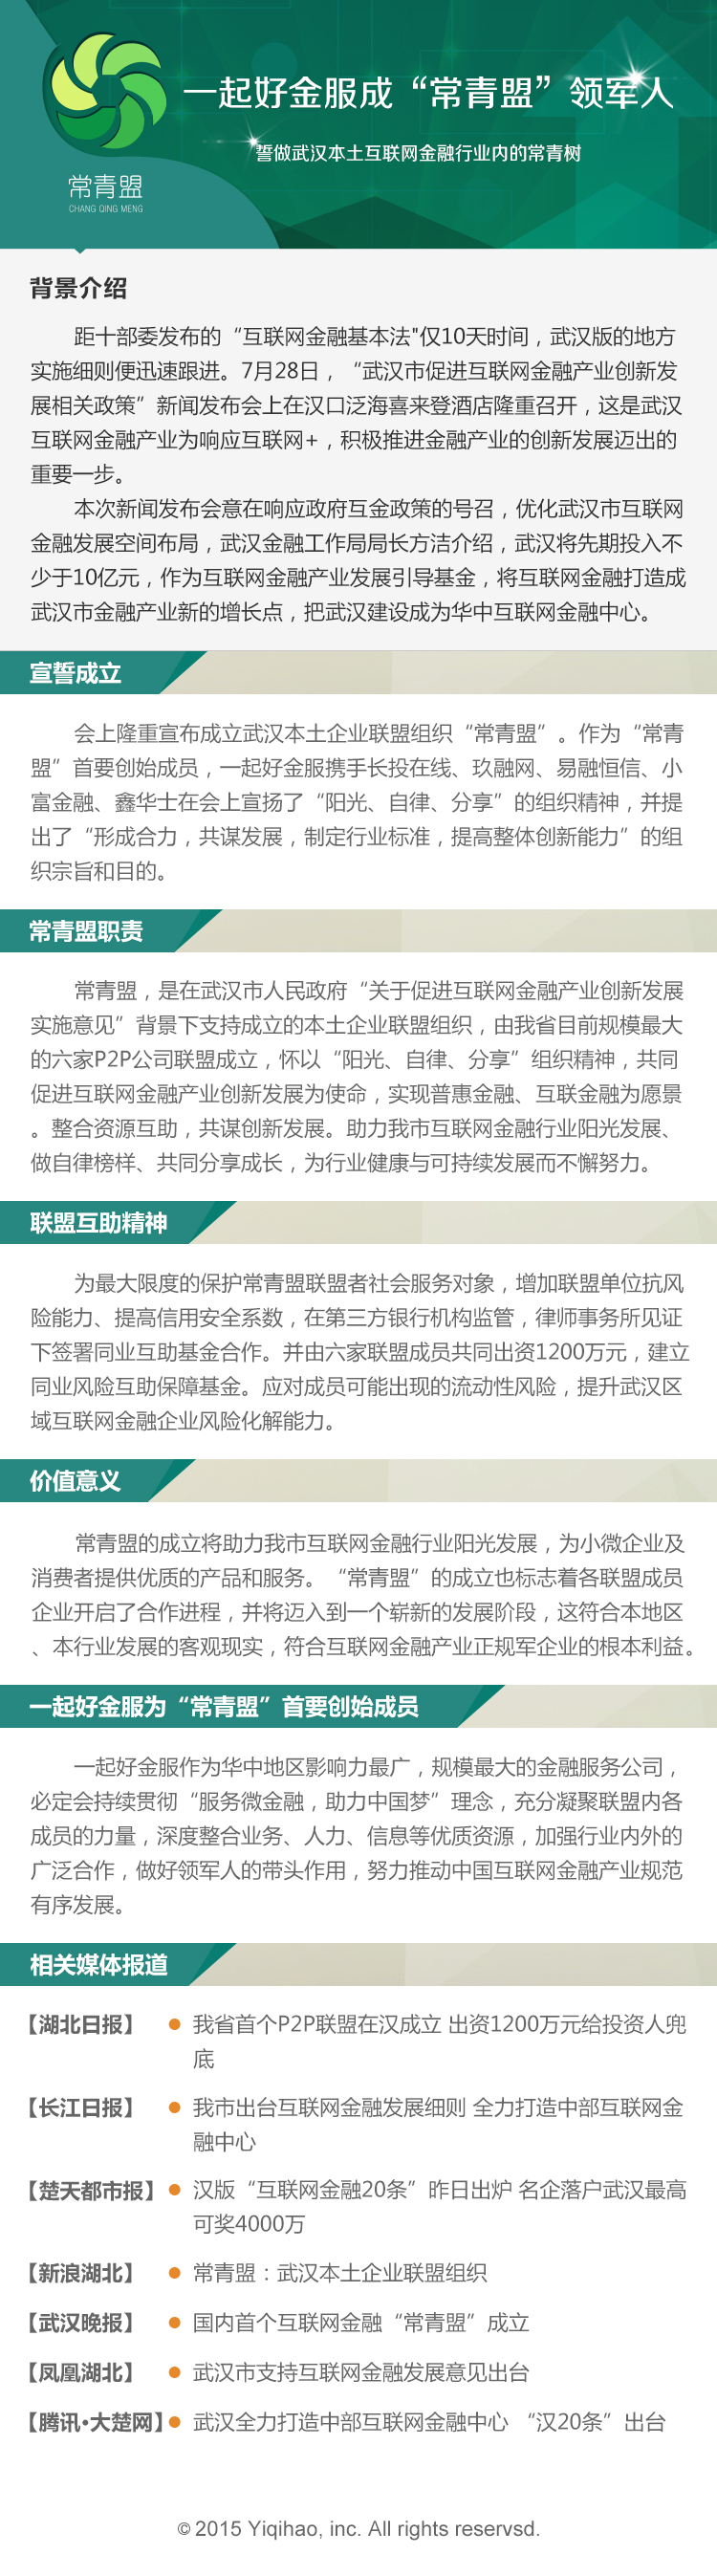 一起好金服成“常青盟”领军人
誓做武汉本土互联网金融行业内的常青树
常青盟
CHANG QING MENG
背景介绍
距十部委发布的“互联网金融基本法"仅10天时间，武汉版的地方
实施细则便迅速跟进。7月28日，“武汉市促进互联网金融产业创新发
展相关政策”新闻发布会上在汉口泛海喜来登酒店隆重召开，这是武汉
互联网金融产业为响应互联网+，积极推进金融产业的创新发展迈出的
重要一步。
本次新闻发布会意在响应政府互金政策的号召，优化武汉市互联网
金融发展空间布局，武汉金融工作局局长方洁介绍，武汉将先期投入不
少于10亿元，作为互联网金融产业发展引导基金，将互联网金融打造成
武汉市金融产业新的增长点，把武汉建设成为华中互联网金融中心。
宣誓成立
会上隆重宣布成立武汉本土企业联盟组织“常青盟”。作为“常青
盟”首要创始成员，一起好金服携手长投在线、玖融网、易融恒信、小
富金融、鑫华士在会上宣扬了“阳光、自律、分享”的组织精神，并提
出了“形成合力，共谋发展，制定行业标准，提高整体创新能力”的组
织宗旨和目的。
常青盟职责
常青盟，是在武汉市人民政府“关于促进互联网金融产业创新发展
实施意见”背景下支持成立的本土企业联盟组织，由我省目前规模最大
的六家P2P公司联盟成立，怀以“阳光、自律、分享”组织精神，共同
促进互联网金融产业创新发展为使命，实现普惠金融、互联金融为愿景
。整合资源互助，共谋创新发展。助力我市互联网金融行业阳光发展、
做自律榜样、共同分享成长，为行业健康与可持续发展而不懈努力。
联盟互助精神
为最大限度的保护常青盟联盟者社会服务对象，增加联盟单位抗风
险能力、提高信用安全系数，在第三方银行机构监管，律师事务所见证
下签署同业互助基金合作。并由六家联盟成员共同出资1200万元，建立
同业风险互助保障基金。应对成员可能出现的流动性风险，提升武汉区
域互联网金融企业风险化解能力。
价值意义
常青盟的成立将助力我市互联网金融行业阳光发展，为小微企业及
消费者提供优质的产品和服务。“常青盟”的成立也标志着各联盟成员
企业开启了合作进程，并将迈入到一个崭新的发展阶段，这符合本地区
、本行业发展的客观现实，符合互联网金融产业正规军企业的根本利益。
一起好金服为“常青盟”首要创始成员
一起好金服作为华中地区影响力最广，规模最大的金融服务公司，
必定会持续贯彻“服务微金融，助力中国梦”理念，充分凝聚联盟内各
成员的力量，深度整合业务、人力、信息等优质资源，加强行业内外的
广泛合作，做好领军人的带头作用，努力推动中国互联网金融产业规范
有序发展。
相关媒体报道
【湖北日报】 我省首个P2P联盟在汉成立 出资1200万元给投资人兜
底
【长江日报】 我市出台互联网金融发展细则 全力打造中部互联网金
融中心
【楚天都市报】 汉版“互联网金融20条”昨日出炉 名企落户武汉最高
可奖4000万
【新浪湖北】 常青盟：武汉本土企业联盟组织
【武汉晚报】 国内首个互联网金融“常青盟”成立
【凤凰湖北】 武汉市支持互联网金融发展意见出台
【腾讯·大楚网】 武汉全力打造中部互联网金融中心 “汉20条”出台
© 2015 Yiqihao, inc. All rights reservsd.